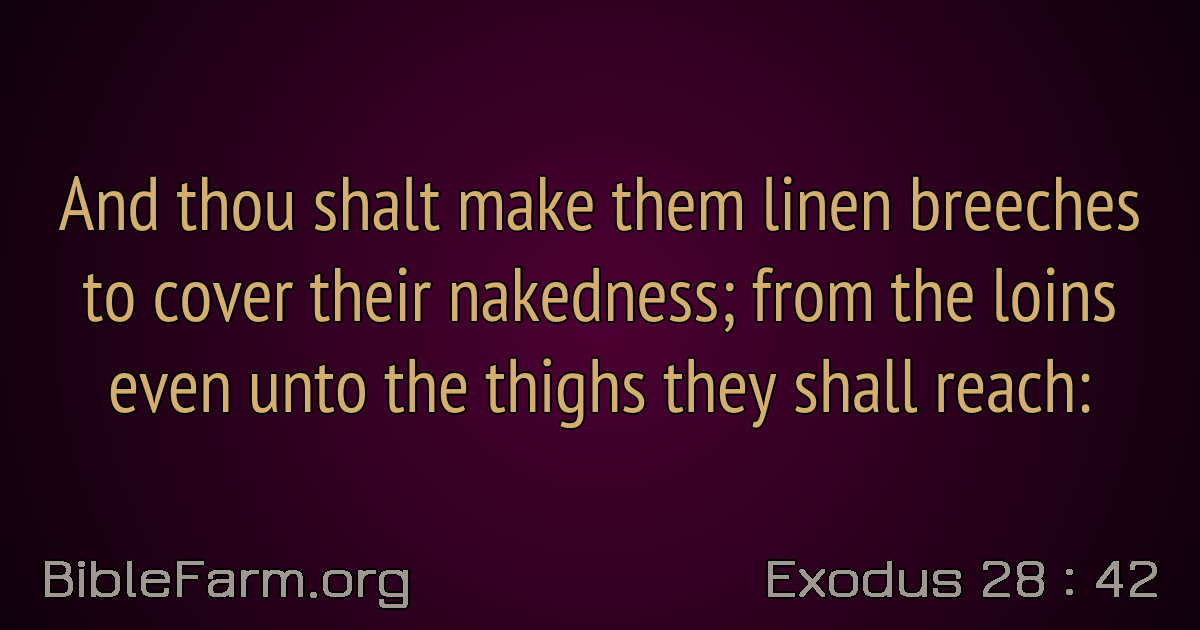 And thou shalt make them linen breeches
to cover their nakedness; from the loins
even unto the thighs they shall reach:
BibleFarm.org
Exodus 28 : 42